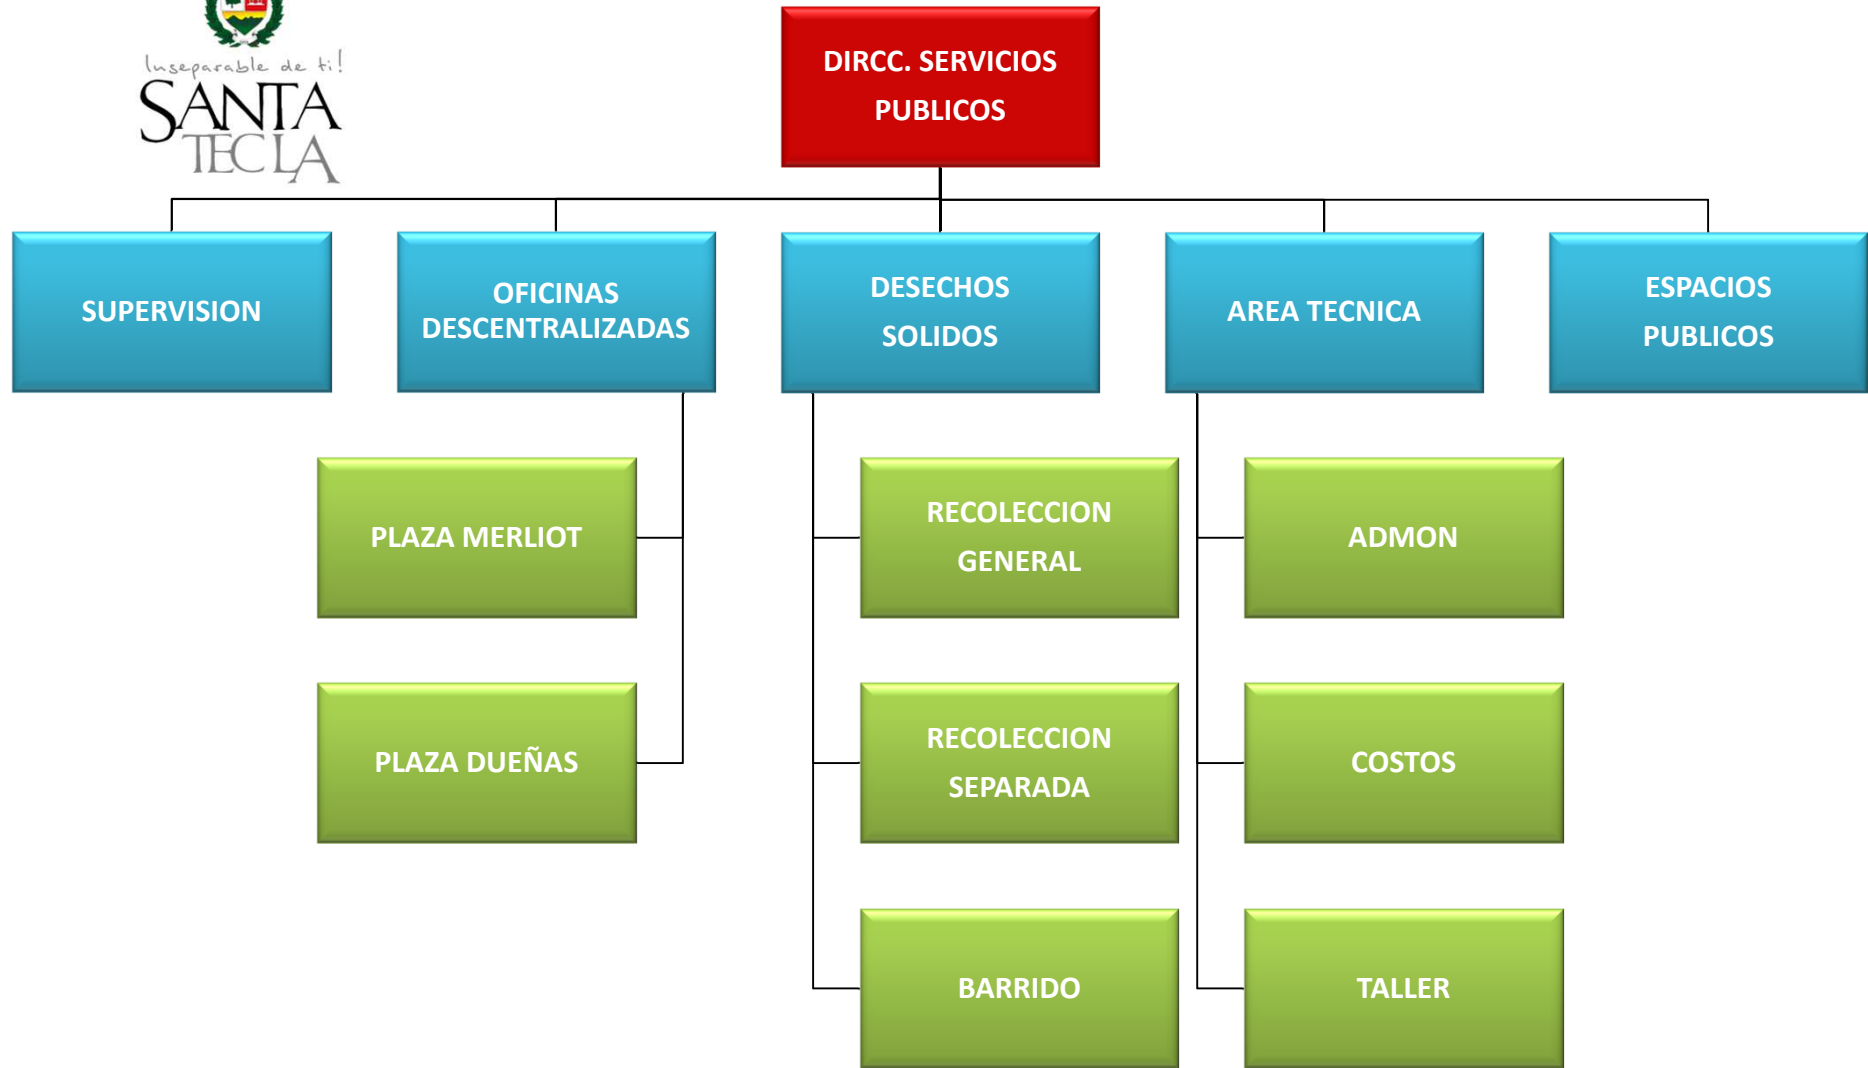 Inseparable de ti!
SANTA
TECLA
DIRCC. SERVICIOS
PUBLICOS
SUPERVISION
OFICINAS
DESCENTRALIZADAS
DESECHOS
SOLIDOS
AREA TECNICA
ESPACIOS
PUBLICOS
PLAZA MERLIOT
RECOLECCION
GENERAL
ADMON
PLAZA DUEÑAS
RECOLECCION
SEPARADA
COSTOS
BARRIDO
TALLER